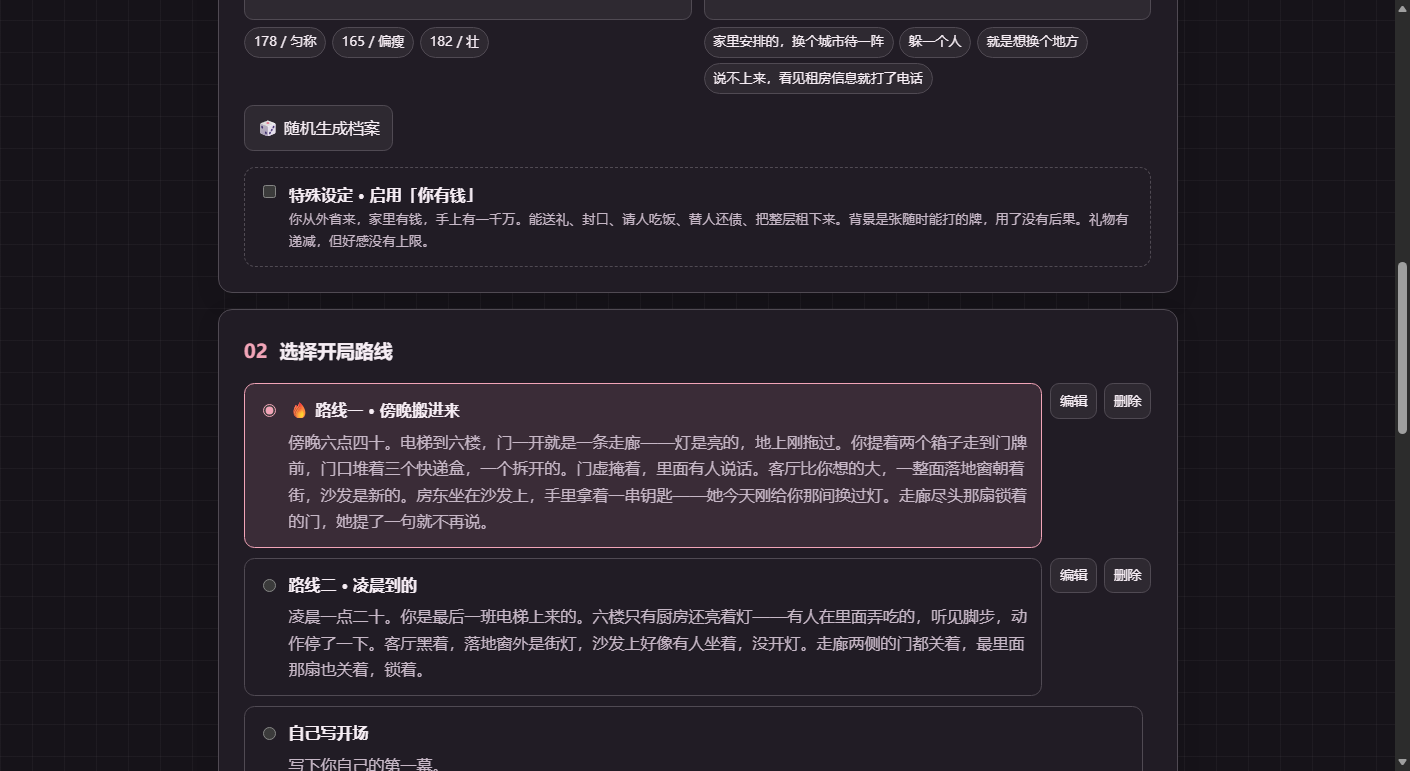 178 / 匀称
165 / 偏瘦
182 / 壮
家里安排的，换个城市待一阵
躲一个人
就是想换个地方
说不上来，看见租房信息就打了电话
随机生成档案
特殊设定 • 启用「你有钱」
你从外省来，家里有钱，手上有一千万。能送礼、封口、请人吃饭、替人还债、把整层租下来。背景是张随时能打的牌，用了没有后果。礼物有
递减，但好感没有上限。
02 选择开局路线
路线一 • 傍晚搬进来
编辑
删除
傍晚六点四十。电梯到六楼，门一开就是一条走廊——灯是亮的，地上刚拖过。你提着两个箱子走到门牌
前，门口堆着三个快递盒，一个拆开的。门虚掩着，里面有人说话。客厅比你想的大，一整面落地窗朝着
街，沙发是新的。房东坐在沙发上，手里拿着一串钥匙——她今天刚给你那间换过灯。走廊尽头那扇锁着
的门，她提了一句就不再说。
路线二 • 凌晨到的
编辑
删除
凌晨一点二十。你是最后一班电梯上来的。六楼只有厨房还亮着灯——有人在里面弄吃的，听见脚步，动
作停了一下。客厅黑着，落地窗外是街灯，沙发上好像有人坐着，没开灯。走廊两侧的门都关着，最里面
那扇也关着，锁着。
自己写开场
写下你自己的第一幕。